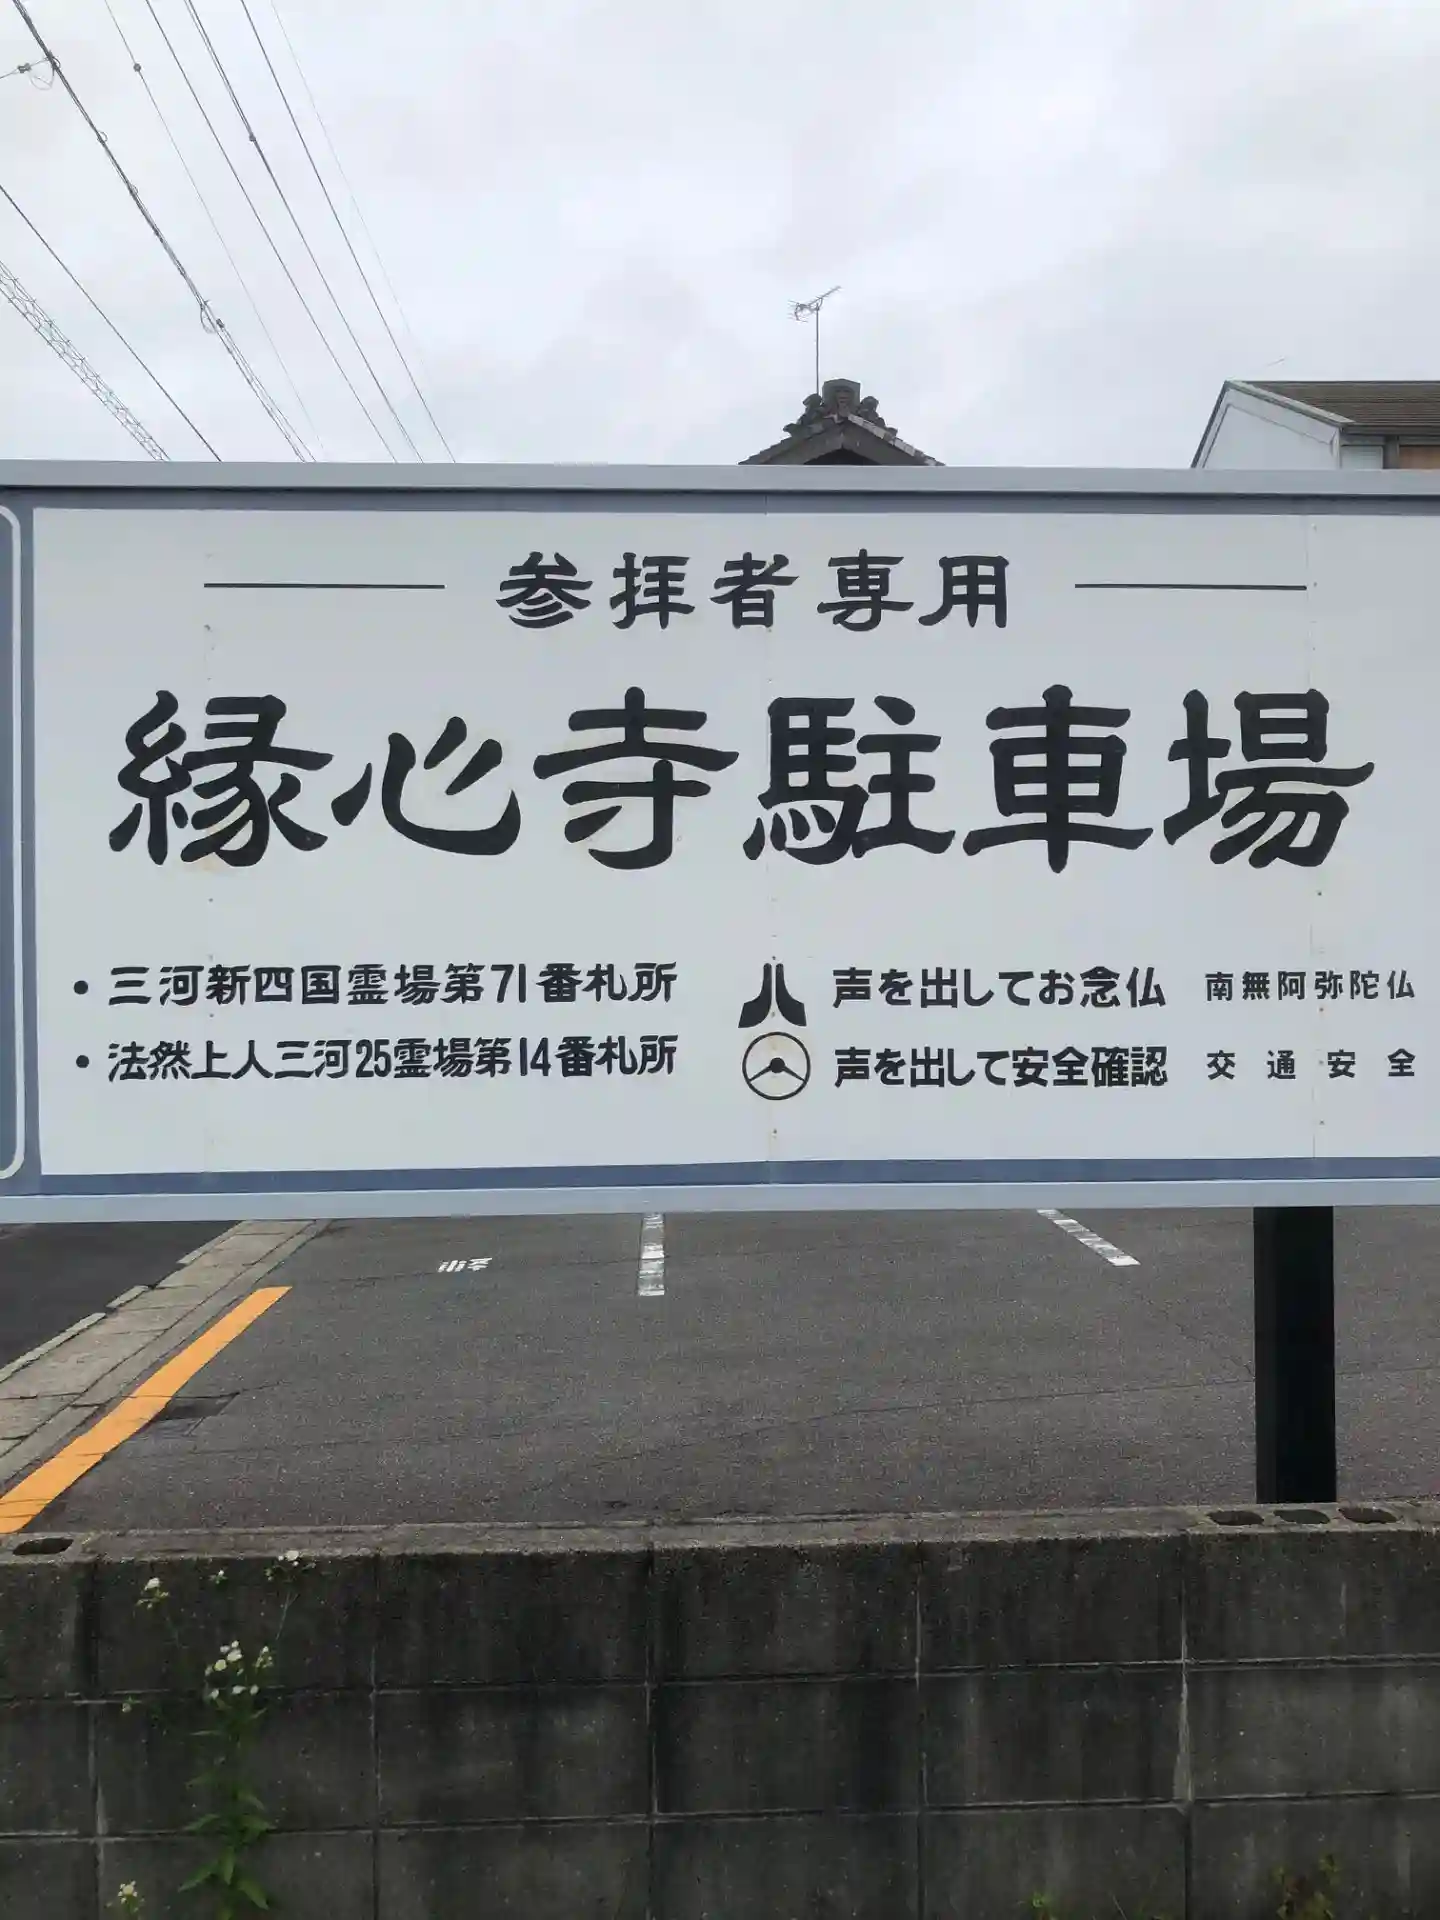 参拝者専用
縁心寺駐車場
・三河新四国霊場第71番札所
・法然上人三河25霊場第14番札所
声を出してお念仏 南無阿弥陀仏
声を出して安全確認 交通安全